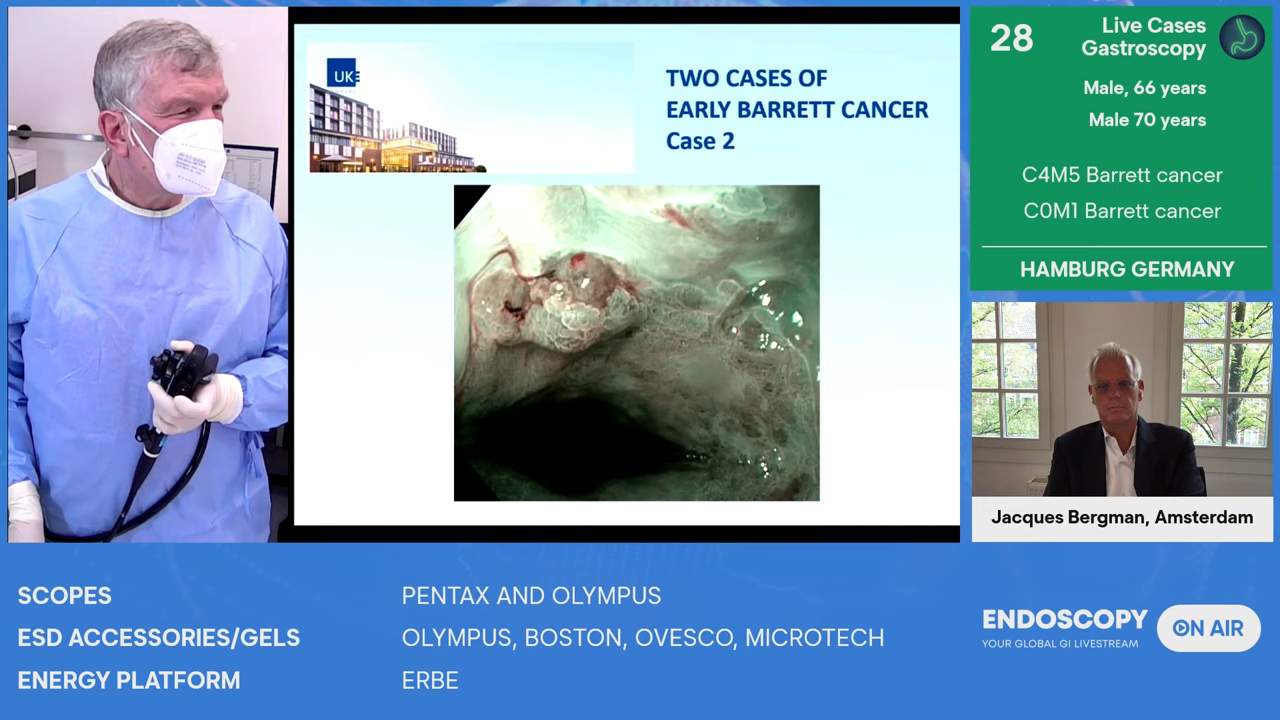 UKE
TWO CASES OF
EARLY BARRETT CANCER
Case 2
28
Live Cases
Gastroscopy
Male, 66 years
Male 70 years
C4M5 Barrett cancer
C0M1 Barrett cancer
HAMBURG GERMANY
Jacques Bergman, Amsterdam
SCOPES
PENTAX AND OLYMPUS
ESD ACCESSORIES/GELS
OLYMPUS, BOSTON, OVESCO, MICROTECH
ENERGY PLATFORM
ERBE
ENDOSCOPY
YOUR GLOBAL GI LIVESTREAM
ON AIR